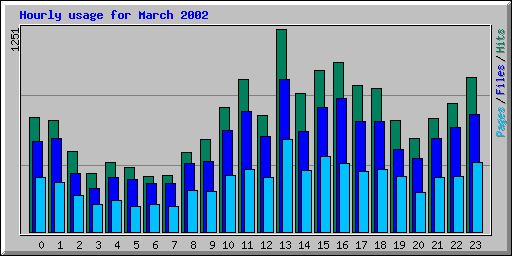 Hourly usage for March 2002
1251
Pages/Files/Hits
0 1 2 3 4 5 6 7 8 9 10 11 12 13 14 15 16 17 18 19 20 21 22 23